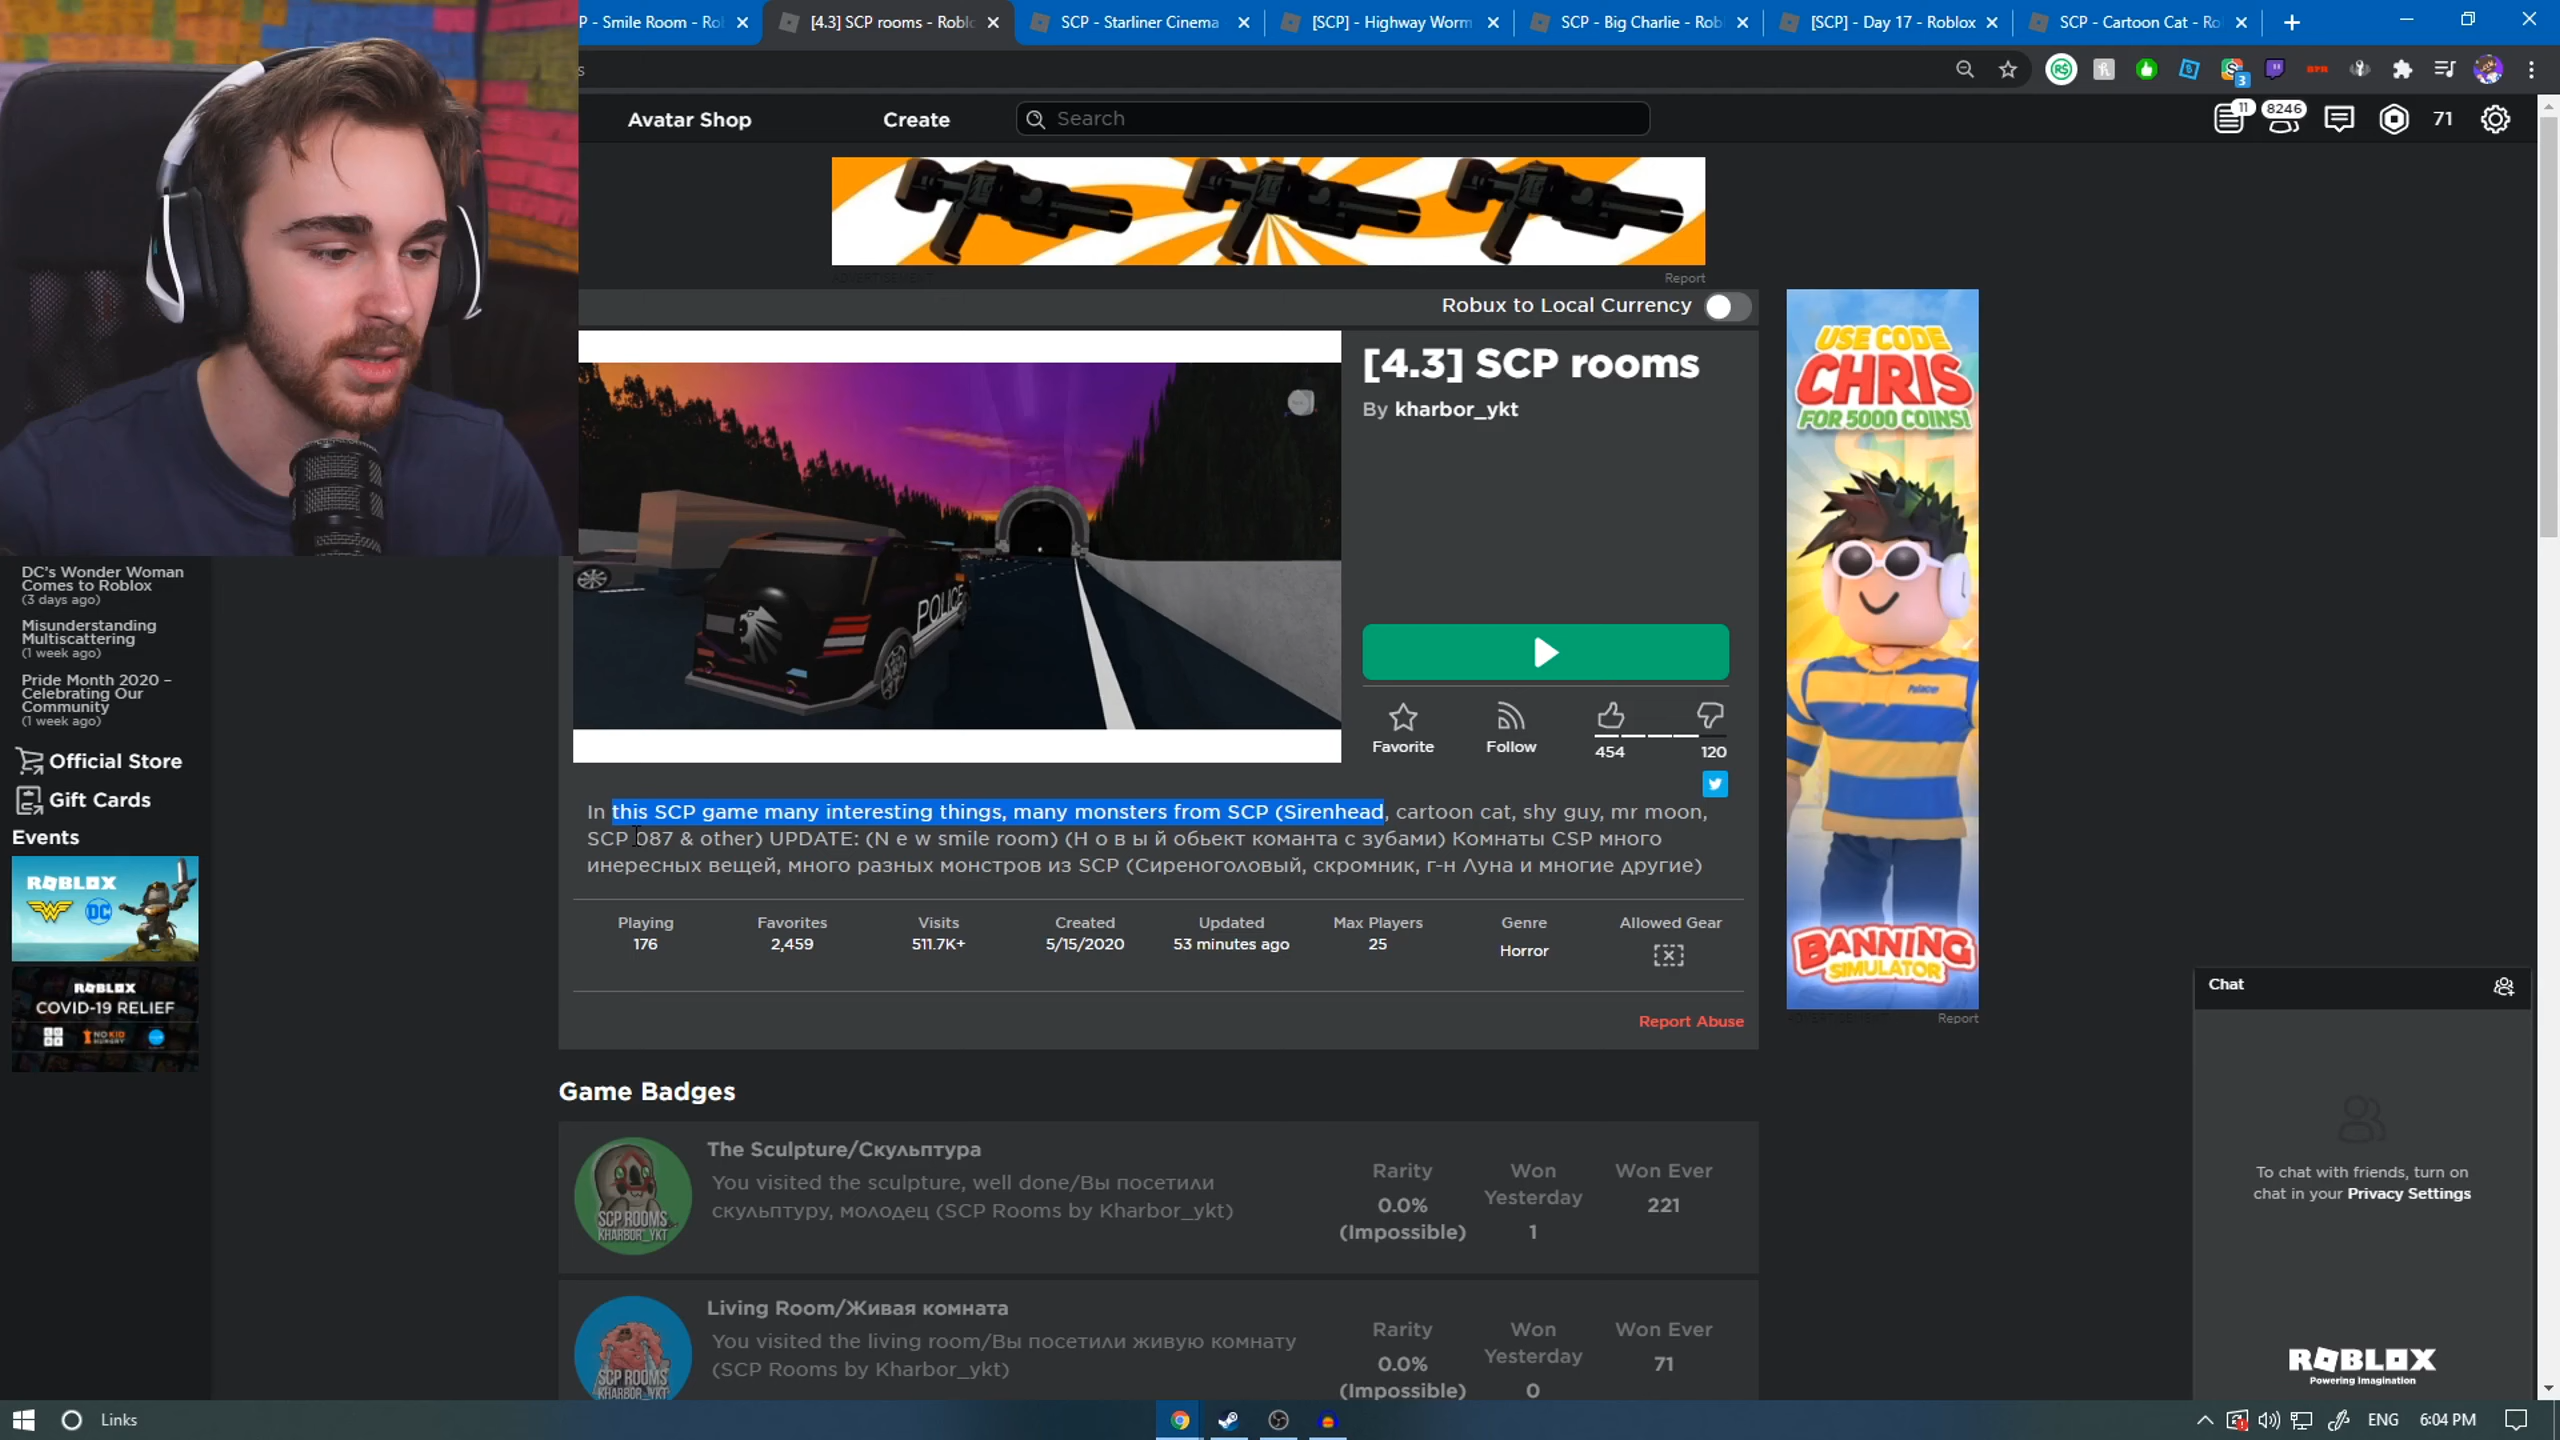 P - Smile Room - Rob
[4.3] SCP rooms - Roblo
SCP - Starliner Cinema
[SCP] - Highway Worm
SCP - Big Charlie - Rob
[SCP] - Day 17 - Roblox
SCP - Cartoon Cat - Ro
s
3
Avatar Shop
Create
Search
11
8246
71
ADVERTISEMENT
Report
Robux to Local Currency
[4.3] SCP rooms
By kharbor_ykt
POLICE
Favorite
Follow
454
120
In this SCP game many interesting things, many monsters from SCP (Sirenhead, cartoon cat, shy guy, mr moon,
SCP 087 & other) UPDATE: (N e w smile room) (Н о в ы й обьект команта с зубами) Комнаты CSP много
инересных вещей, много разных монстров из SCP (Сиреноголовый, скромник, г-н Луна и многие другие)
Playing
176
Favorites
2,459
Visits
511.7K+
Created
5/15/2020
Updated
53 minutes ago
Max Players
25
Genre
Horror
Allowed Gear
Report Abuse
Game Badges
The Sculpture/Скульптура
You visited the sculpture, well done/Вы посетили
скульптуру, молодец (SCP Rooms by Kharbor_ykt)
SCP ROOMS
KHARBOR_YKT
Rarity
0.0%
(Impossible)
Won
Yesterday
1
Won Ever
221
Living Room/Живая комната
You visited the living room/Вы посетили живую комнату
(SCP Rooms by Kharbor_ykt)
SCP ROOMS
KHARBOR_YKT
Rarity
0.0%
(Impossible)
Won
Yesterday
0
Won Ever
71
DC's Wonder Woman
Comes to Roblox
(3 days ago)
Misunderstanding
Multiscattering
(1 week ago)
Pride Month 2020 –
Celebrating Our
Community
(1 week ago)
Official Store
Gift Cards
Events
ROBLOX
DC
ROBLOX
COVID-19 RELIEF
NO KID
HUNGRY
USE CODE
CHRIS
FOR 5000 COINS!
BANNING
SIMULATOR
ADVERTISEMENT
Report
Chat
To chat with friends, turn on
chat in your Privacy Settings
ROBLOX
Powering Imagination
Links
ENG
6:04 PM